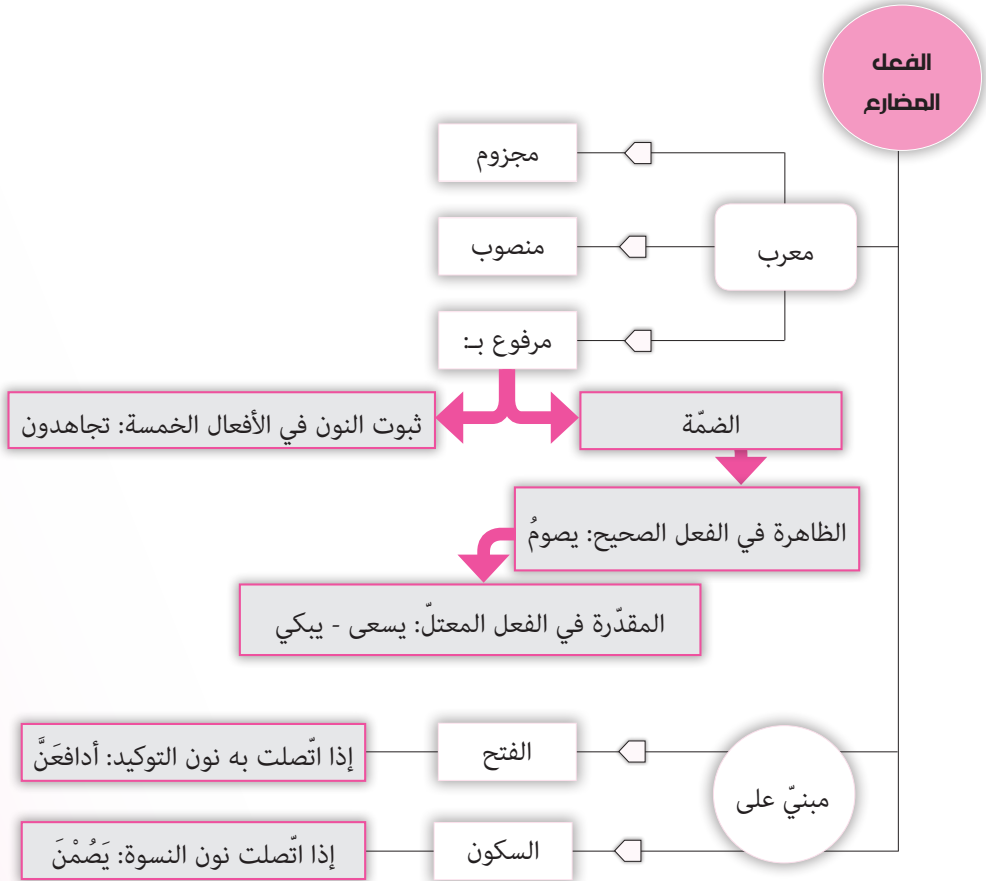 الفعل
المضارع
مجزوم
معرب
منصوب
مرفوع بـ:
الضمّة
ثبوت النون في الأفعال الخمسة: تجاهدون
الظاهرة في الفعل الصحيح: يصومُ
المقدّرة في الفعل المعتلّ: يسعى - يبكي
مبنيّ على
الفتح
إذا اتّصلت به نون التوكيد: أدافعَنَّ
السكون
إذا اتّصلت نون النسوة: يَصُمْنَ